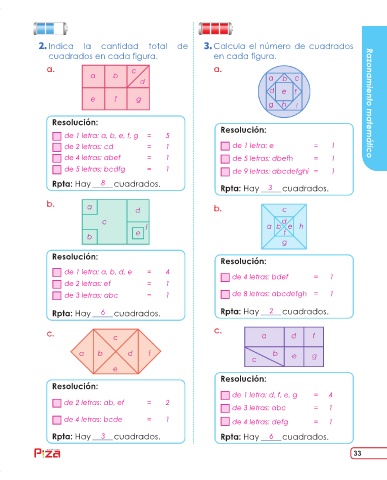 2. Indica la cantidad total de
cuadrados en cada figura.
a.
a b c
d
e f g
Resolución:
de 1 letra: a, b, e, f, g = 5
de 2 letras: cd = 1
de 4 letras: abef = 1
de 5 letras: bcdfg = 1
Rpta: Hay 8 cuadrados.
b.
a d
c
f
b e
Resolución:
de 1 letra: a, b, d, e = 4
de 2 letras: ef = 1
de 3 letras: abc = 1
Rpta: Hay 6 cuadrados.
c.
c
a b d f
e
Resolución:
de 2 letras: ab, ef = 2
de 4 letras: bcde = 1
Rpta: Hay 3 cuadrados.
3. Calcula el número de cuadrados
en cada figura.
a.
a b c
d e f
g h i
Resolución:
de 1 letra: e = 1
de 5 letras: dbefh = 1
de 9 letras: abcdefghi = 1
Rpta: Hay 3 cuadrados.
b.
c
d
a b e h
f
g
Resolución:
de 4 letras: bdef = 1
de 8 letras: abcdefgh = 1
Rpta: Hay 2 cuadrados.
c.
a d f
b e g
c
Resolución:
de 1 letra: d, f, e, g = 4
de 3 letras: abc = 1
de 4 letras: defg = 1
Rpta: Hay 6 cuadrados.
Razonamiento matemático
33